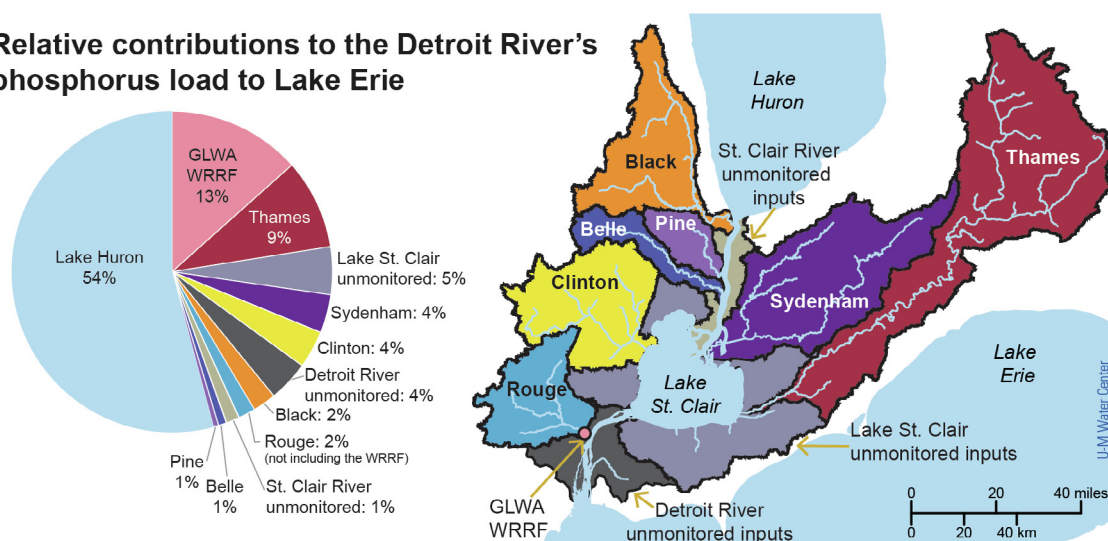 Relative contributions to the Detroit River's
phosphorus load to Lake Erie
GLWA
WRRF
13%
Thames
9%
Lake Huron
54%
Lake St. Clair
unmonitored: 5%
Sydenham: 4%
Clinton: 4%
Detroit River
unmonitored: 4%
Black: 2%
Rouge: 2%
(not including the WRRF)
St. Clair River
unmonitored: 1%
Belle
1%
Pine
1%
Lake
Huron
St. Clair River
unmonitored
inputs
Black
Thames
Belle
Pine
Clinton
Sydenham
Rouge
Lake
St. Clair
Lake
Erie
Lake St. Clair
unmonitored inputs
GLWA
WRRF
Detroit River
unmonitored inputs
0 20 40 miles
0 20 40 km
U-M Water Center